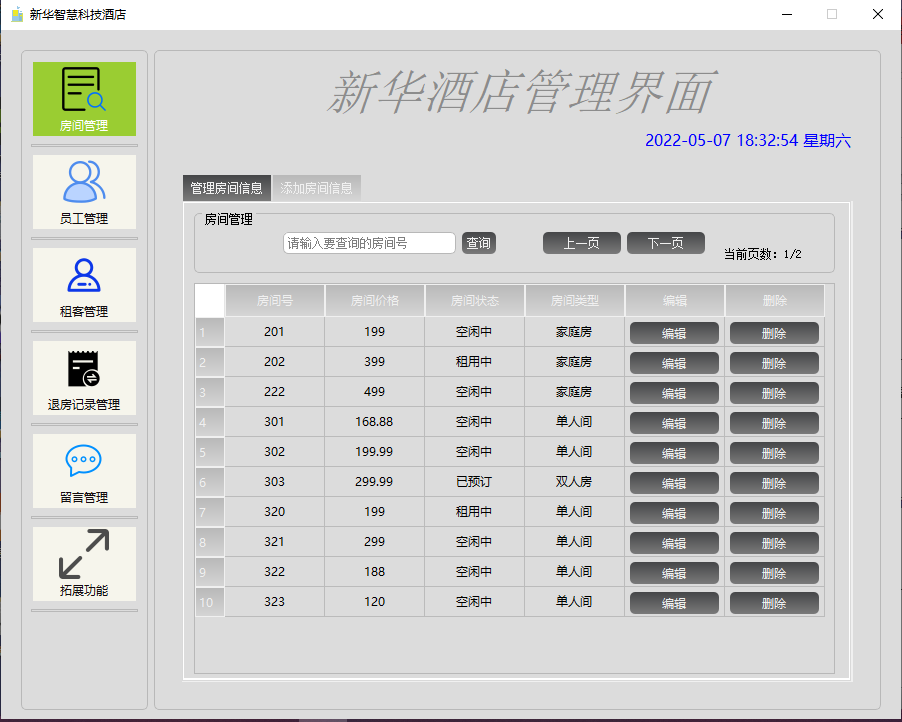 新华智慧科技酒店
房间管理
员工管理
租客管理
退房记录管理
留言管理
拓展功能
新华酒店管理界面
2022-05-07 18:32:54 星期六
管理房间信息 添加房间信息
房间管理
请输入要查询的房间号 查询 上一页 下一页 当前页数：1/2
房间号 房间价格 房间状态 房间类型 编辑 删除
1 201 199 空闲中 家庭房 编辑 删除
2 202 399 租用中 家庭房 编辑 删除
3 222 499 空闲中 家庭房 编辑 删除
4 301 168.88 空闲中 单人间 编辑 删除
5 302 199.99 空闲中 单人间 编辑 删除
6 303 299.99 已预订 双人房 编辑 删除
7 320 199 租用中 单人间 编辑 删除
8 321 299 空闲中 单人间 编辑 删除
9 322 188 空闲中 单人间 编辑 删除
10 323 120 空闲中 单人间 编辑 删除